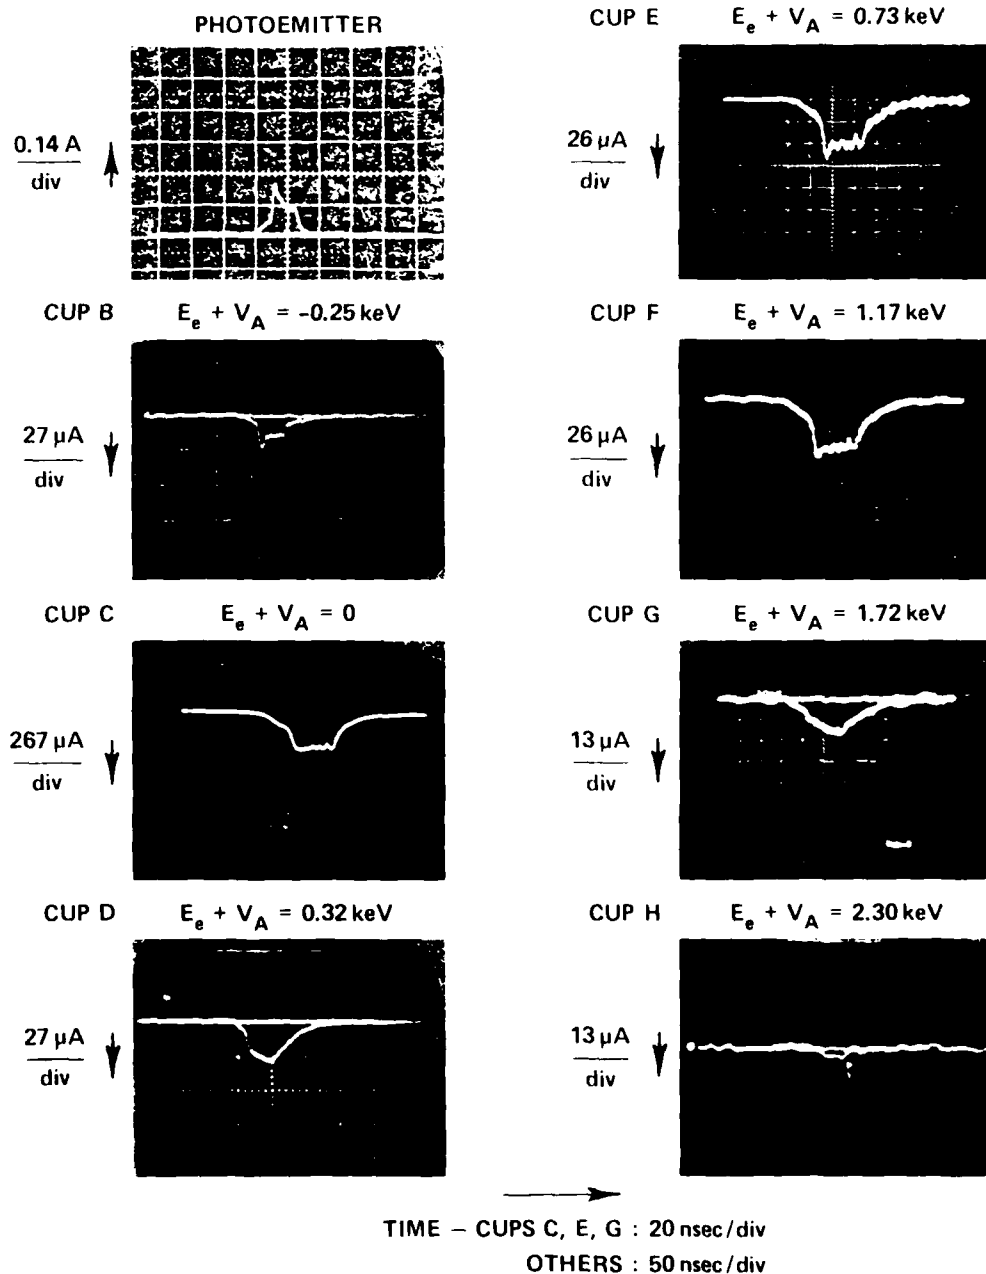 PHOTOEMITTER
0.14 A
div
CUP B E_e + V_A = -0.25 keV
27 μA
div
CUP C E_e + V_A = 0
267 μA
div
CUP D E_e + V_A = 0.32 keV
27 μA
div
CUP E E_e + V_A = 0.73 keV
26 μA
div
CUP F E_e + V_A = 1.17 keV
26 μA
div
CUP G E_e + V_A = 1.72 keV
13 μA
div
CUP H E_e + V_A = 2.30 keV
13 μA
div
TIME – CUPS C, E, G : 20 nsec/div
OTHERS : 50 nsec/div